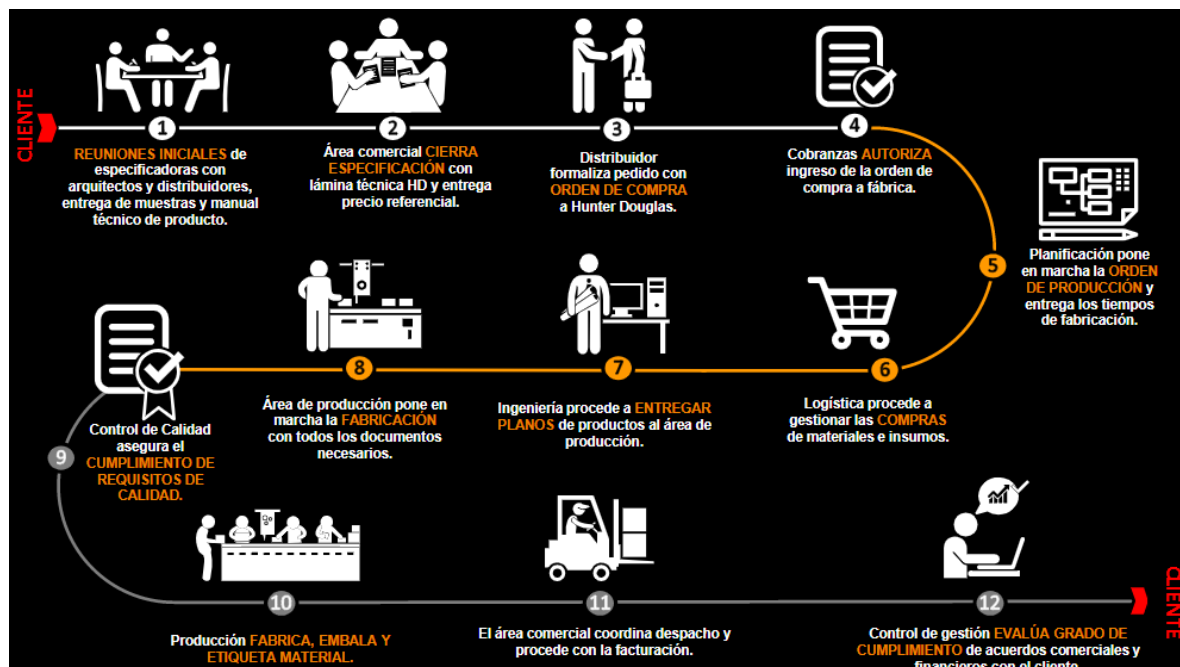 CLIENTE
1
REUNIONES INICIALES de
especificadoras con
arquitectos y distribuidores,
entrega de muestras y manual
técnico de producto.
2
Área comercial CIERRA
ESPECIFICACIÓN con
lámina técnica HD y entrega
precio referencial.
3
Distribuidor
formaliza pedido con
ORDEN DE COMPRA
a Hunter Douglas.
4
Cobranzas AUTORIZA
ingreso de la orden de
compra a fábrica.
5
Planificación pone
en marcha la ORDEN
DE PRODUCCIÓN y
entrega los tiempos
de fabricación.
6
Logística procede a
gestionar las COMPRAS
de materiales e insumos.
7
Ingeniería procede a ENTREGAR
PLANOS de productos al área de
producción.
8
Área de producción pone en
marcha la FABRICACIÓN
con todos los documentos
necesarios.
9
Control de Calidad
asegura el
CUMPLIMIENTO DE
REQUISITOS DE
CALIDAD.
10
Producción FABRICA, EMBALA Y
ETIQUETA MATERIAL.
11
El área comercial coordina despacho y
procede con la facturación.
12
Control de gestión EVALÚA GRADO DE
CUMPLIMIENTO de acuerdos comerciales y
financieros con el cliente
CLIENTE